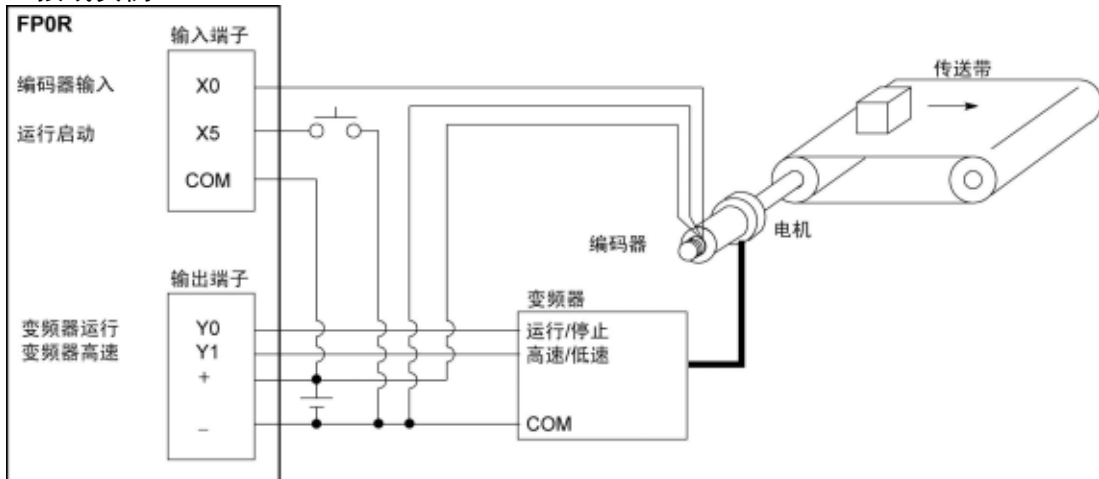 FP0R
输入端子
编码器输入
X0
运行启动
X5
COM
传送带
编码器
电机
输出端子
变频器
变频器运行
Y0
运行/停止
变频器高速
Y1
高速/低速
+
−
COM